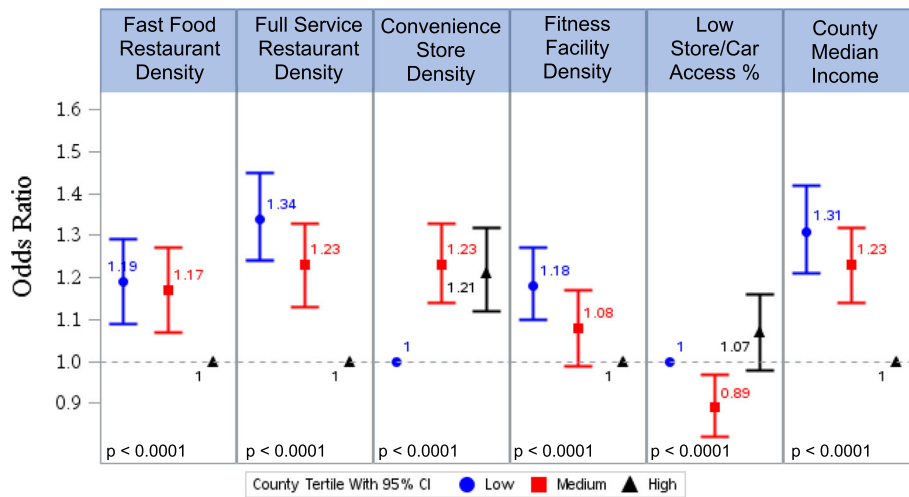 Fast Food
Restaurant
Density
Full Service
Restaurant
Density
Convenience
Store
Density
Fitness
Facility
Density
Low
Store/Car
Access %
County
Median
Income
Odds Ratio
1.6
1.5
1.4
1.3
1.2
1.1
1.0
0.9
1.19
1.17
1
p < 0.0001
1.34
1.23
1
p < 0.0001
1
1.23
1.21
p < 0.0001
1.18
1.08
1
p < 0.0001
1
0.89
1.07
p < 0.0001
1.31
1.23
1
p < 0.0001
County Tertile With 95% CI Low Medium High